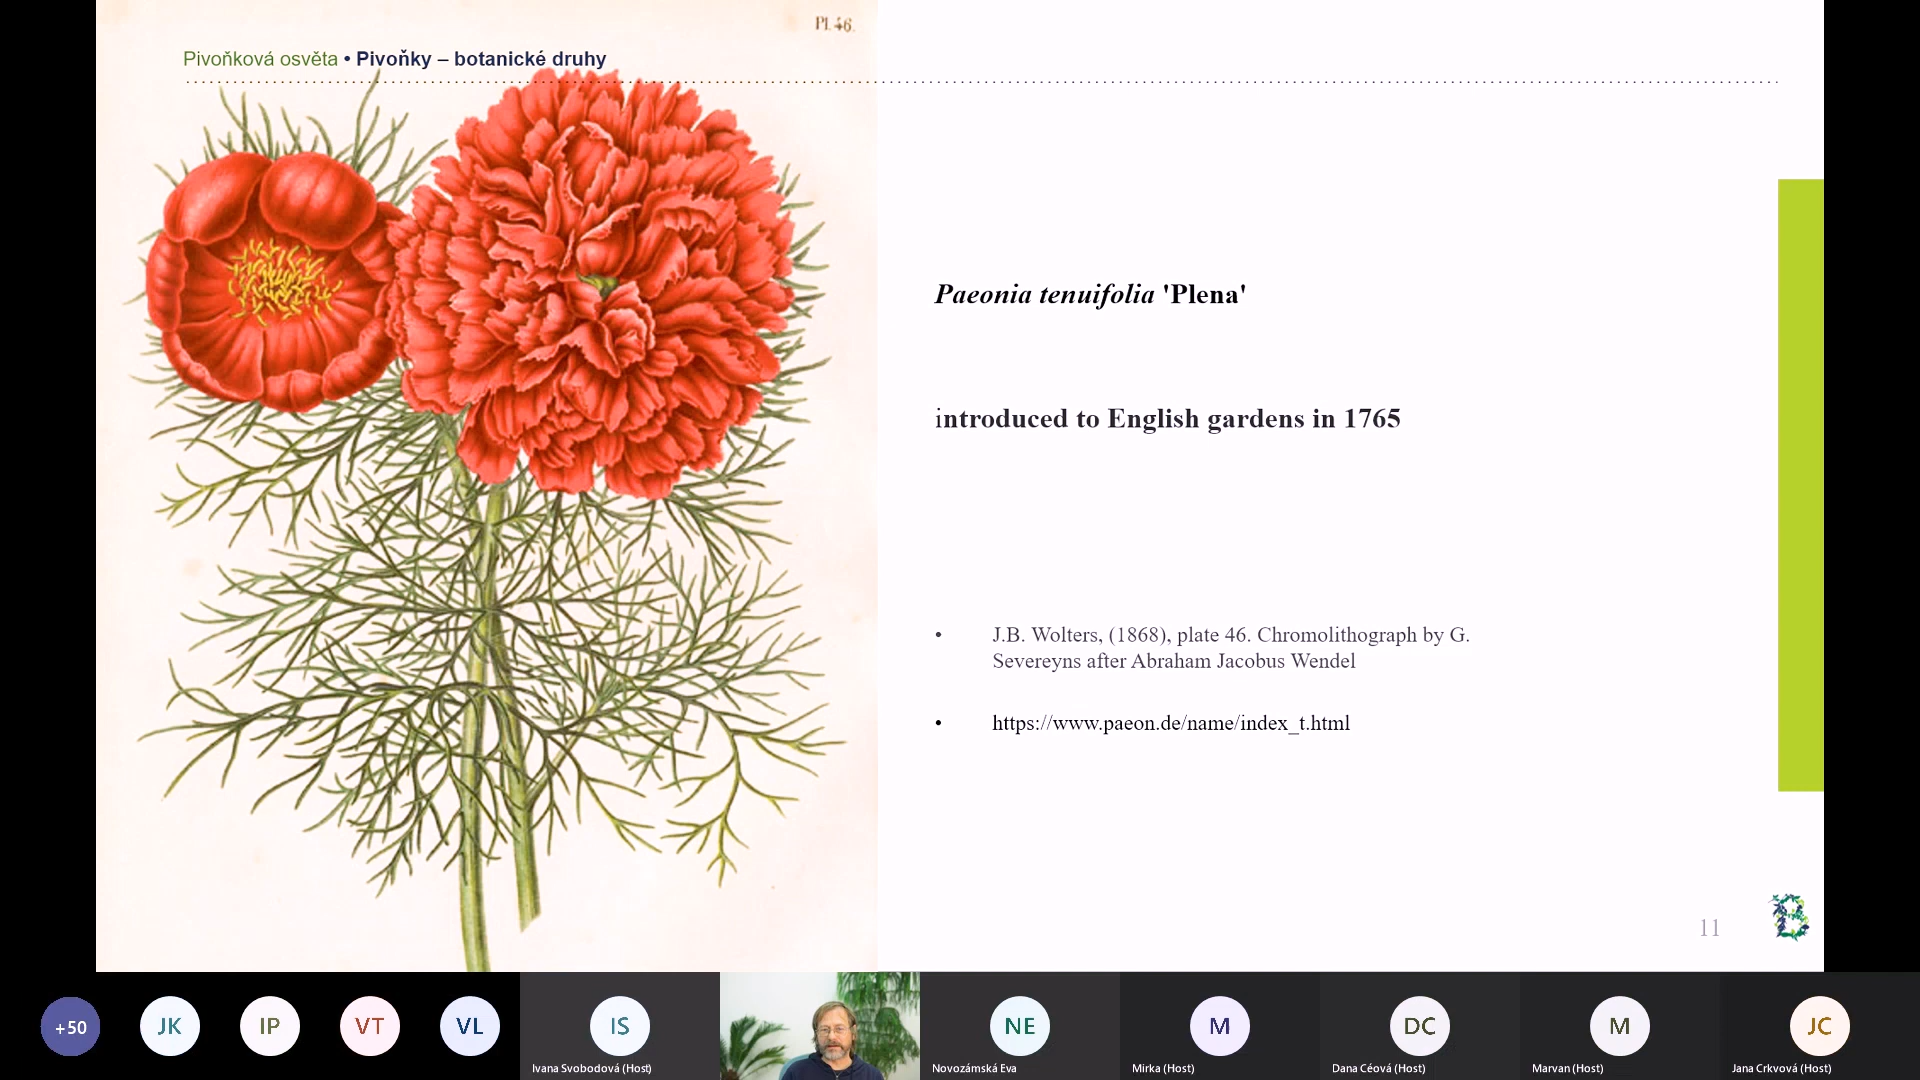 Pl. 46.
Pivoňková osvěta • Pivoňky – botanické druhy
Paeonia tenuifolia 'Plena'
introduced to English gardens in 1765
• J.B. Wolters, (1868), plate 46. Chromolithograph by G.
Severeyns after Abraham Jacobus Wendel
• https://www.paeon.de/name/index_t.html
11
B
+50
JK
IP
VT
VL
IS
NE
M
DC
M
JC
Ivana Svobodová (Host)
Novozámská Eva
Mirka (Host)
Dana Céová (Host)
Marvan (Host)
Jana Crkvová (Host)